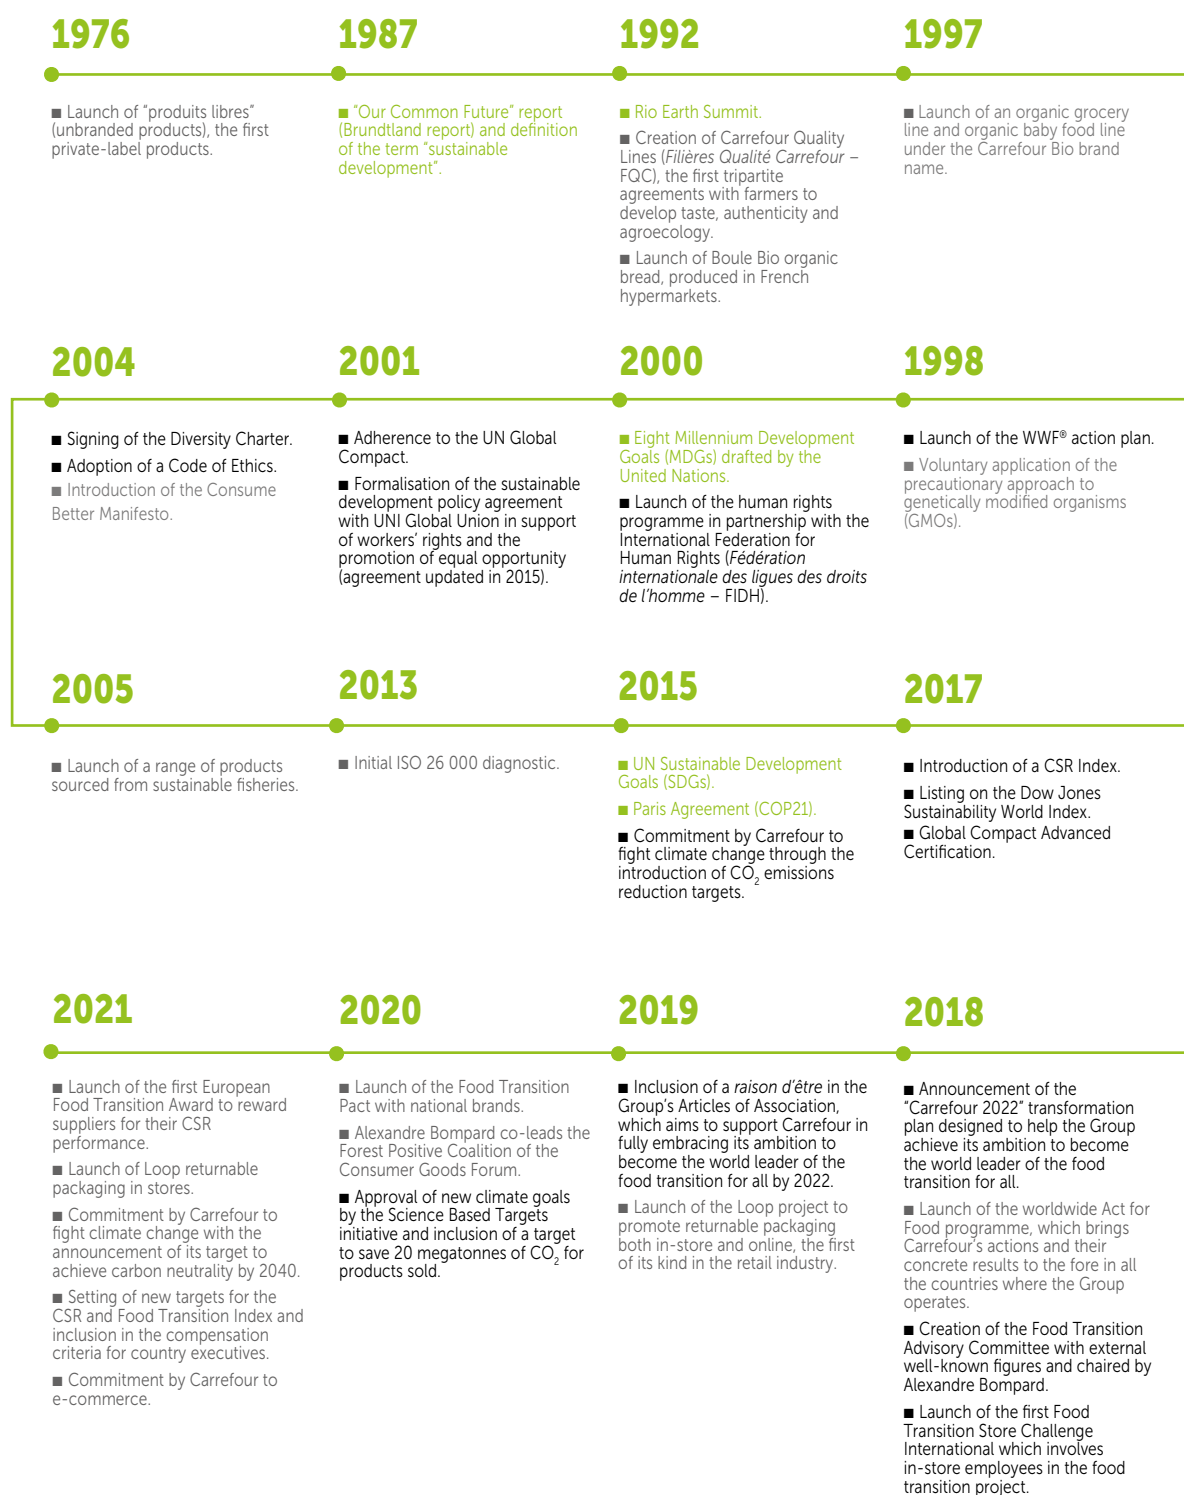 1976
■ Launch of “produits libres”
(unbranded products), the first
private-label products.
1987
■ “Our Common Future” report
(Brundtland report) and definition
of the term “sustainable
development”.
1992
■ Rio Earth Summit.
■ Creation of Carrefour Quality
Lines (Filières Qualité Carrefour –
FQC), the first tripartite
agreements with farmers to
develop taste, authenticity and
agroecology.
■ Launch of Boule Bio organic
bread, produced in French
hypermarkets.
1997
■ Launch of an organic grocery
line and organic baby food line
under the Carrefour Bio brand
name.
2004
■ Signing of the Diversity Charter.
■ Adoption of a Code of Ethics.
■ Introduction of the Consume
Better Manifesto.
2001
■ Adherence to the UN Global
Compact.
■ Formalisation of the sustainable
development policy agreement
with UNI Global Union in support
of workers’ rights and the
promotion of equal opportunity
(agreement updated in 2015).
2000
■ Eight Millennium Development
Goals (MDGs) drafted by the
United Nations.
■ Launch of the human rights
programme in partnership with the
International Federation for
Human Rights (Fédération
internationale des ligues des droits
de l’homme – FIDH).
1998
■ Launch of the WWF® action plan.
■ Voluntary application of the
precautionary approach to
genetically modified organisms
(GMOs).
2005
■ Launch of a range of products
sourced from sustainable fisheries.
2013
■ Initial ISO 26 000 diagnostic.
2015
■ UN Sustainable Development
Goals (SDGs).
■ Paris Agreement (COP21).
■ Commitment by Carrefour to
fight climate change through the
introduction of CO₂ emissions
reduction targets.
2017
■ Introduction of a CSR Index.
■ Listing on the Dow Jones
Sustainability World Index.
■ Global Compact Advanced
Certification.
2021
■ Launch of the first European
Food Transition Award to reward
suppliers for their CSR
performance.
■ Launch of Loop returnable
packaging in stores.
■ Commitment by Carrefour to
fight climate change with the
announcement of its target to
achieve carbon neutrality by 2040.
■ Setting of new targets for the
CSR and Food Transition Index and
inclusion in the compensation
criteria for country executives.
■ Commitment by Carrefour to
e-commerce.
2020
■ Launch of the Food Transition
Pact with national brands.
■ Alexandre Bompard co-leads the
Forest Positive Coalition of the
Consumer Goods Forum.
■ Approval of new climate goals
by the Science Based Targets
initiative and inclusion of a target
to save 20 megatonnes of CO₂ for
products sold.
2019
■ Inclusion of a raison d’être in the
Group’s Articles of Association,
which aims to support Carrefour in
fully embracing its ambition to
become the world leader of the
food transition for all by 2022.
■ Launch of the Loop project to
promote returnable packaging
both in-store and online, the first
of its kind in the retail industry.
2018
■ Announcement of the
“Carrefour 2022” transformation
plan designed to help the Group
achieve its ambition to become
the world leader of the food
transition for all.
■ Launch of the worldwide Act for
Food programme, which brings
Carrefour’s actions and their
concrete results to the fore in all
the countries where the Group
operates.
■ Creation of the Food Transition
Advisory Committee with external
well-known figures and chaired by
Alexandre Bompard.
■ Launch of the first Food
Transition Store Challenge
International which involves
in-store employees in the food
transition project.